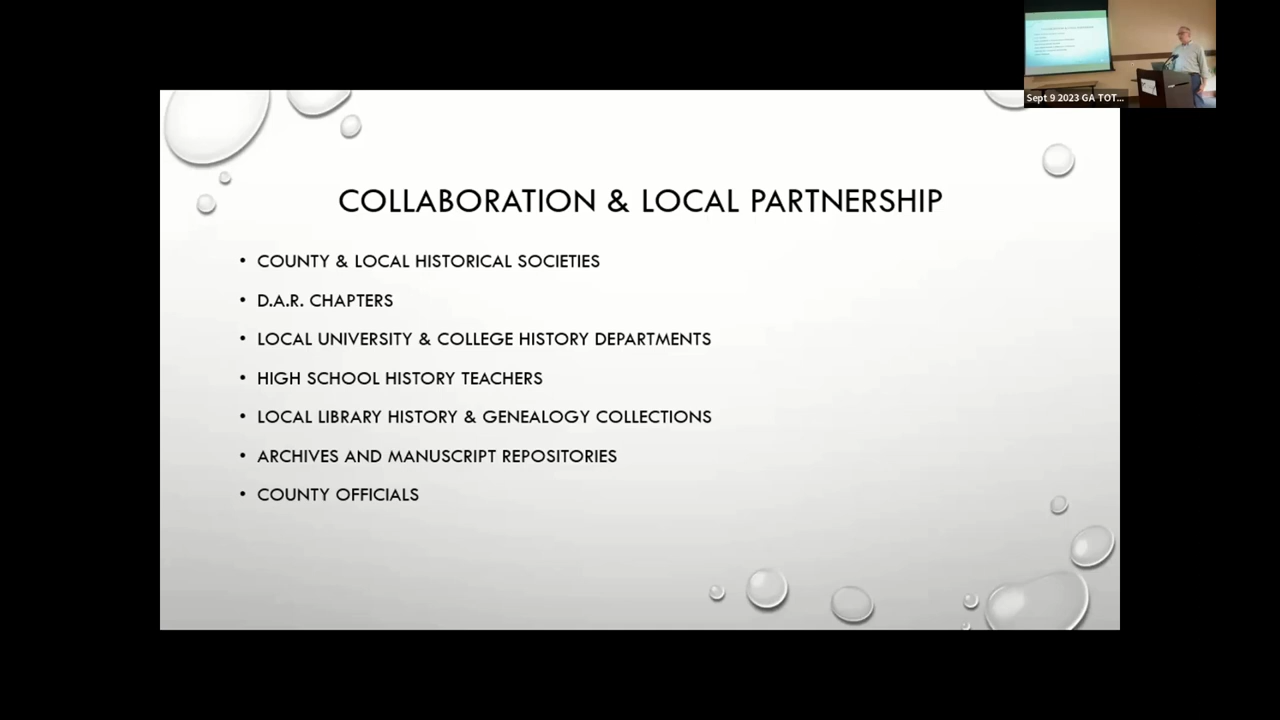 Sept 9 2023 GA TOT...
COLLABORATION & LOCAL PARTNERSHIP
• COUNTY & LOCAL HISTORICAL SOCIETIES
• D.A.R. CHAPTERS
• LOCAL UNIVERSITY & COLLEGE HISTORY DEPARTMENTS
• HIGH SCHOOL HISTORY TEACHERS
• LOCAL LIBRARY HISTORY & GENEALOGY COLLECTIONS
• ARCHIVES AND MANUSCRIPT REPOSITORIES
• COUNTY OFFICIALS